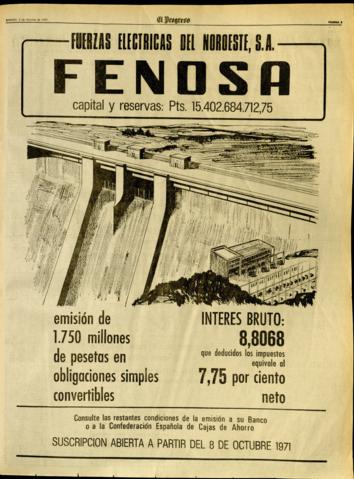 El Progreso
FUERZAS ELECTRICAS DEL NOROESTE, S.A.
FENOSA
capital y reservas: Pts. 15.402.684.712,75
emisión de
1.750 millones
de pesetas en
obligaciones simples
convertibles
INTERES BRUTO:
8,8068
que deducidos los impuestos
equivale al
7,75 por ciento
neto
Consulte las restantes condiciones de la emisión a su Banco
o a la Confederación Española de Cajas de Ahorro
SUSCRIPCION ABIERTA A PARTIR DEL 8 DE OCTUBRE 1971